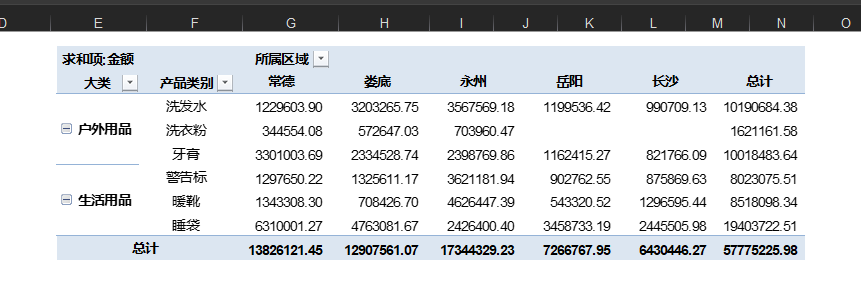 D E F G H I J K L M N O
求和项:金额 所属区域
大类 产品类别 常德 娄底 永州 岳阳 长沙 总计
洗发水 1229603.90 3203265.75 3567569.18 1199536.42 990709.13 10190684.38
户外用品 洗衣粉 344554.08 572647.03 703960.47 1621161.58
牙膏 3301003.69 2334528.74 2398769.86 1162415.27 821766.09 10018483.64
警告标 1297650.22 1325611.17 3621181.94 902762.55 875869.63 8023075.51
生活用品 暖靴 1343308.30 708426.70 4626447.39 543320.52 1296595.44 8518098.34
睡袋 6310001.27 4763081.67 2426400.40 3458733.19 2445505.98 19403722.51
总计 13826121.45 12907561.07 17344329.23 7266767.95 6430446.27 57775225.98